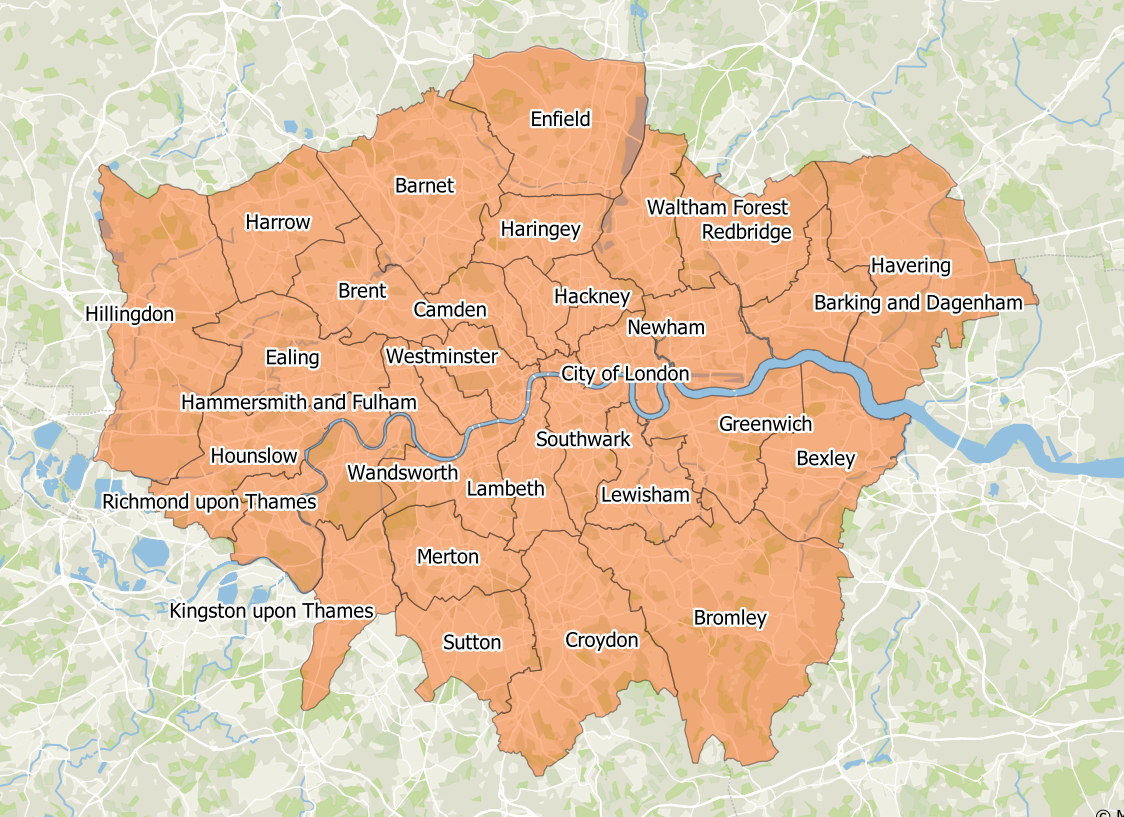 Enfield
Barnet
Waltham Forest
Harrow
Haringey
Redbridge
Havering
Brent
Hackney
Barking and Dagenham
Camden
Hillingdon
Newham
Ealing
Westminster
City of London
Hammersmith and Fulham
Greenwich
Southwark
Hounslow
Bexley
Wandsworth
Lambeth
Lewisham
Richmond upon Thames
Merton
Kingston upon Thames
Bromley
Sutton
Croydon